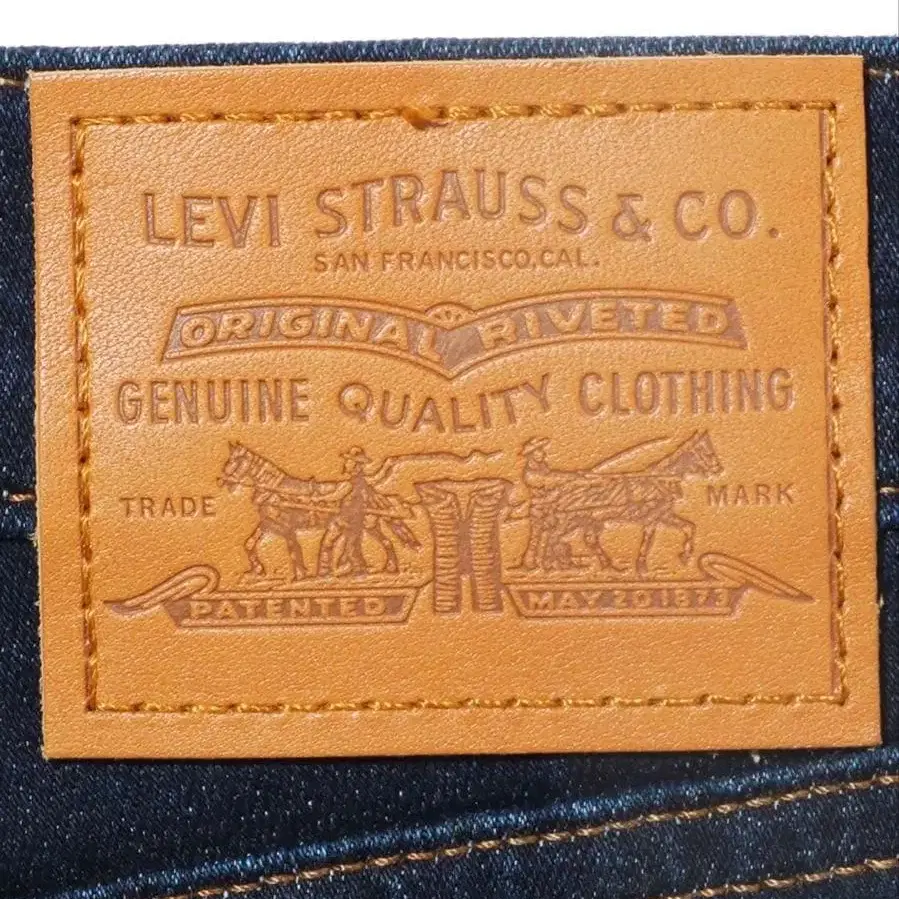 LEVI STRAUSS & CO.
SAN FRANCISCO, CAL.
ORIGINAL RIVETED
GENUINE QUALITY CLOTHING
TRADE MARK
PATENTED MAY 20 1873